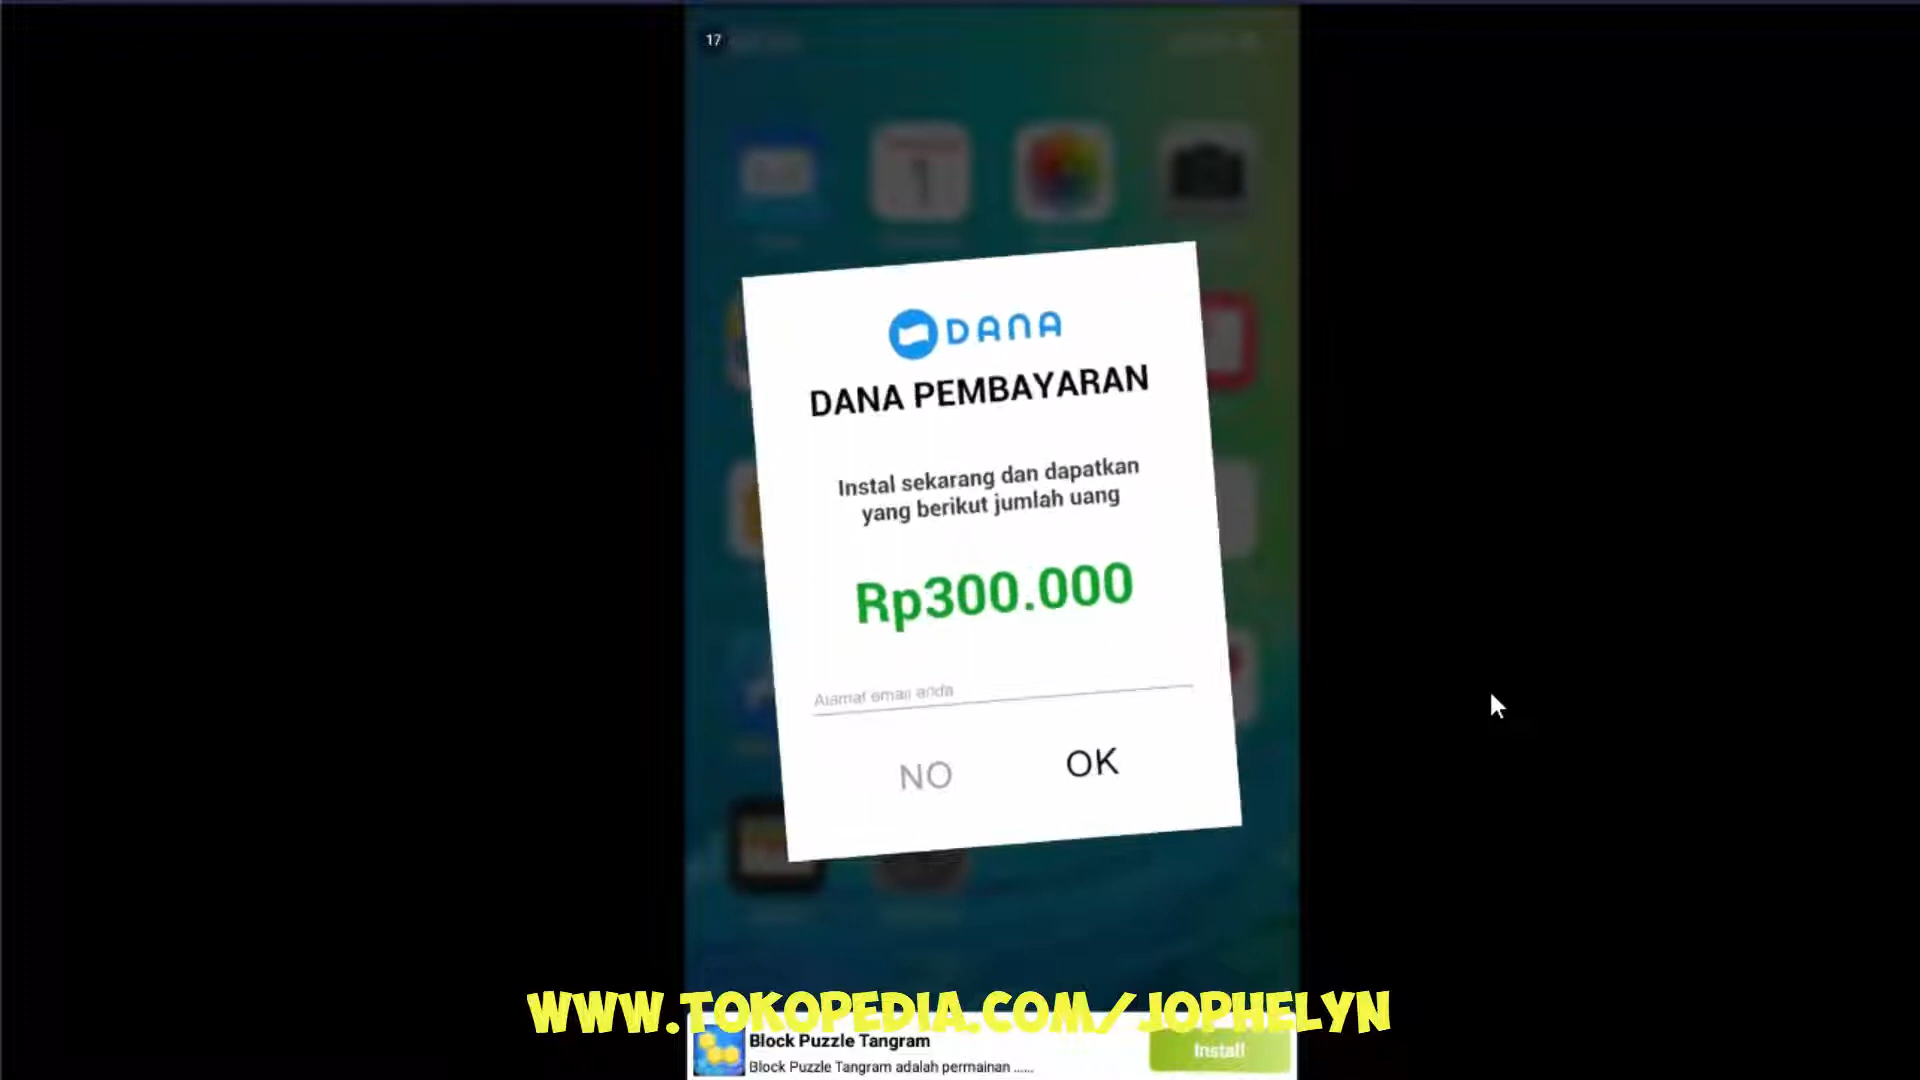 17
DANA
DANA PEMBAYARAN
Instal sekarang dan dapatkan
yang berikut jumlah uang
Rp300.000
Alamat email anda
NO
OK
WWW.TOKOPEDIA.COM/JOPHELYN
Block Puzzle Tangram
Block Puzzle Tangram adalah permainan ......
Install